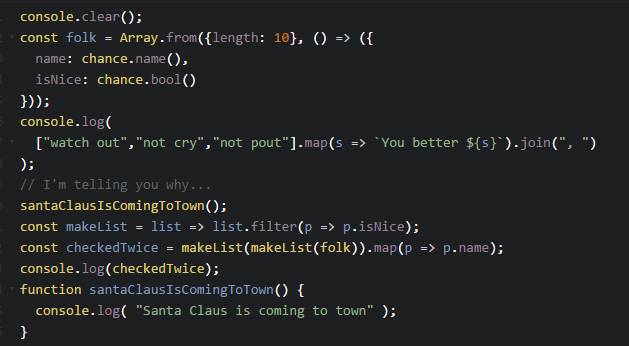 console.clear();
const folk = Array.from({length: 10}, () => ({
  name: chance.name(),
  isNice: chance.bool()
}));
console.log(
  ["watch out","not cry","not pout"].map(s => `You better ${s}`).join(", ")
);
// I'm telling you why...
santaClausIsComingToTown();
const makeList = list => list.filter(p => p.isNice);
const checkedTwice = makeList(makeList(folk)).map(p => p.name);
console.log(checkedTwice);
function santaClausIsComingToTown() {
  console.log( "Santa Claus is coming to town" );
}